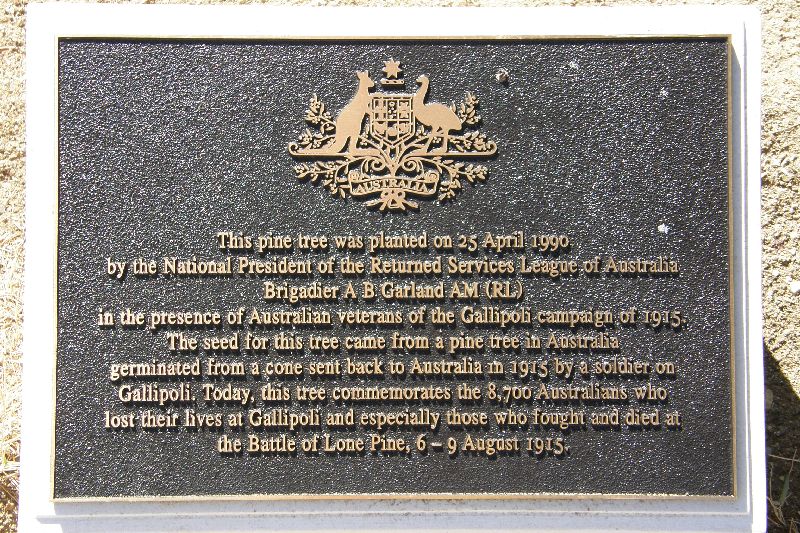 AUSTRALIA
This pine tree was planted on 25 April 1990
by the National President of the Returned Services League of Australia
Brigadier A B Garland AM (RL)
in the presence of Australian veterans of the Gallipoli campaign of 1915.
The seed for this tree came from a pine tree in Australia
germinated from a cone sent back to Australia in 1915 by a soldier on
Gallipoli. Today, this tree commemorates the 8,700 Australians who
lost their lives at Gallipoli and especially those who fought and died at
the Battle of Lone Pine, 6 – 9 August 1915.